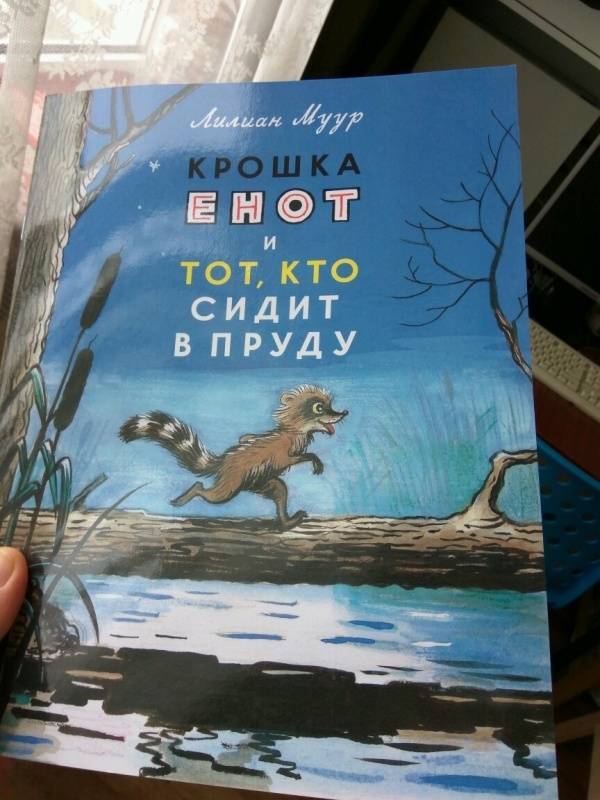 Лилиан Муур
КРОШКА
ЕНОТ
и
ТОТ, КТО
СИДИТ
В ПРУДУ